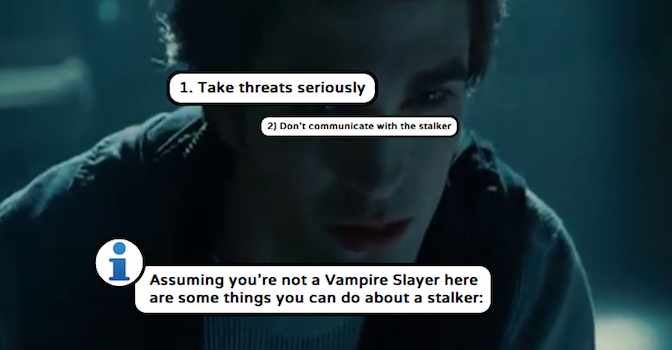 1. Take threats seriously
2) Don't communicate with the stalker
Assuming you're not a Vampire Slayer here
are some things you can do about a stalker: